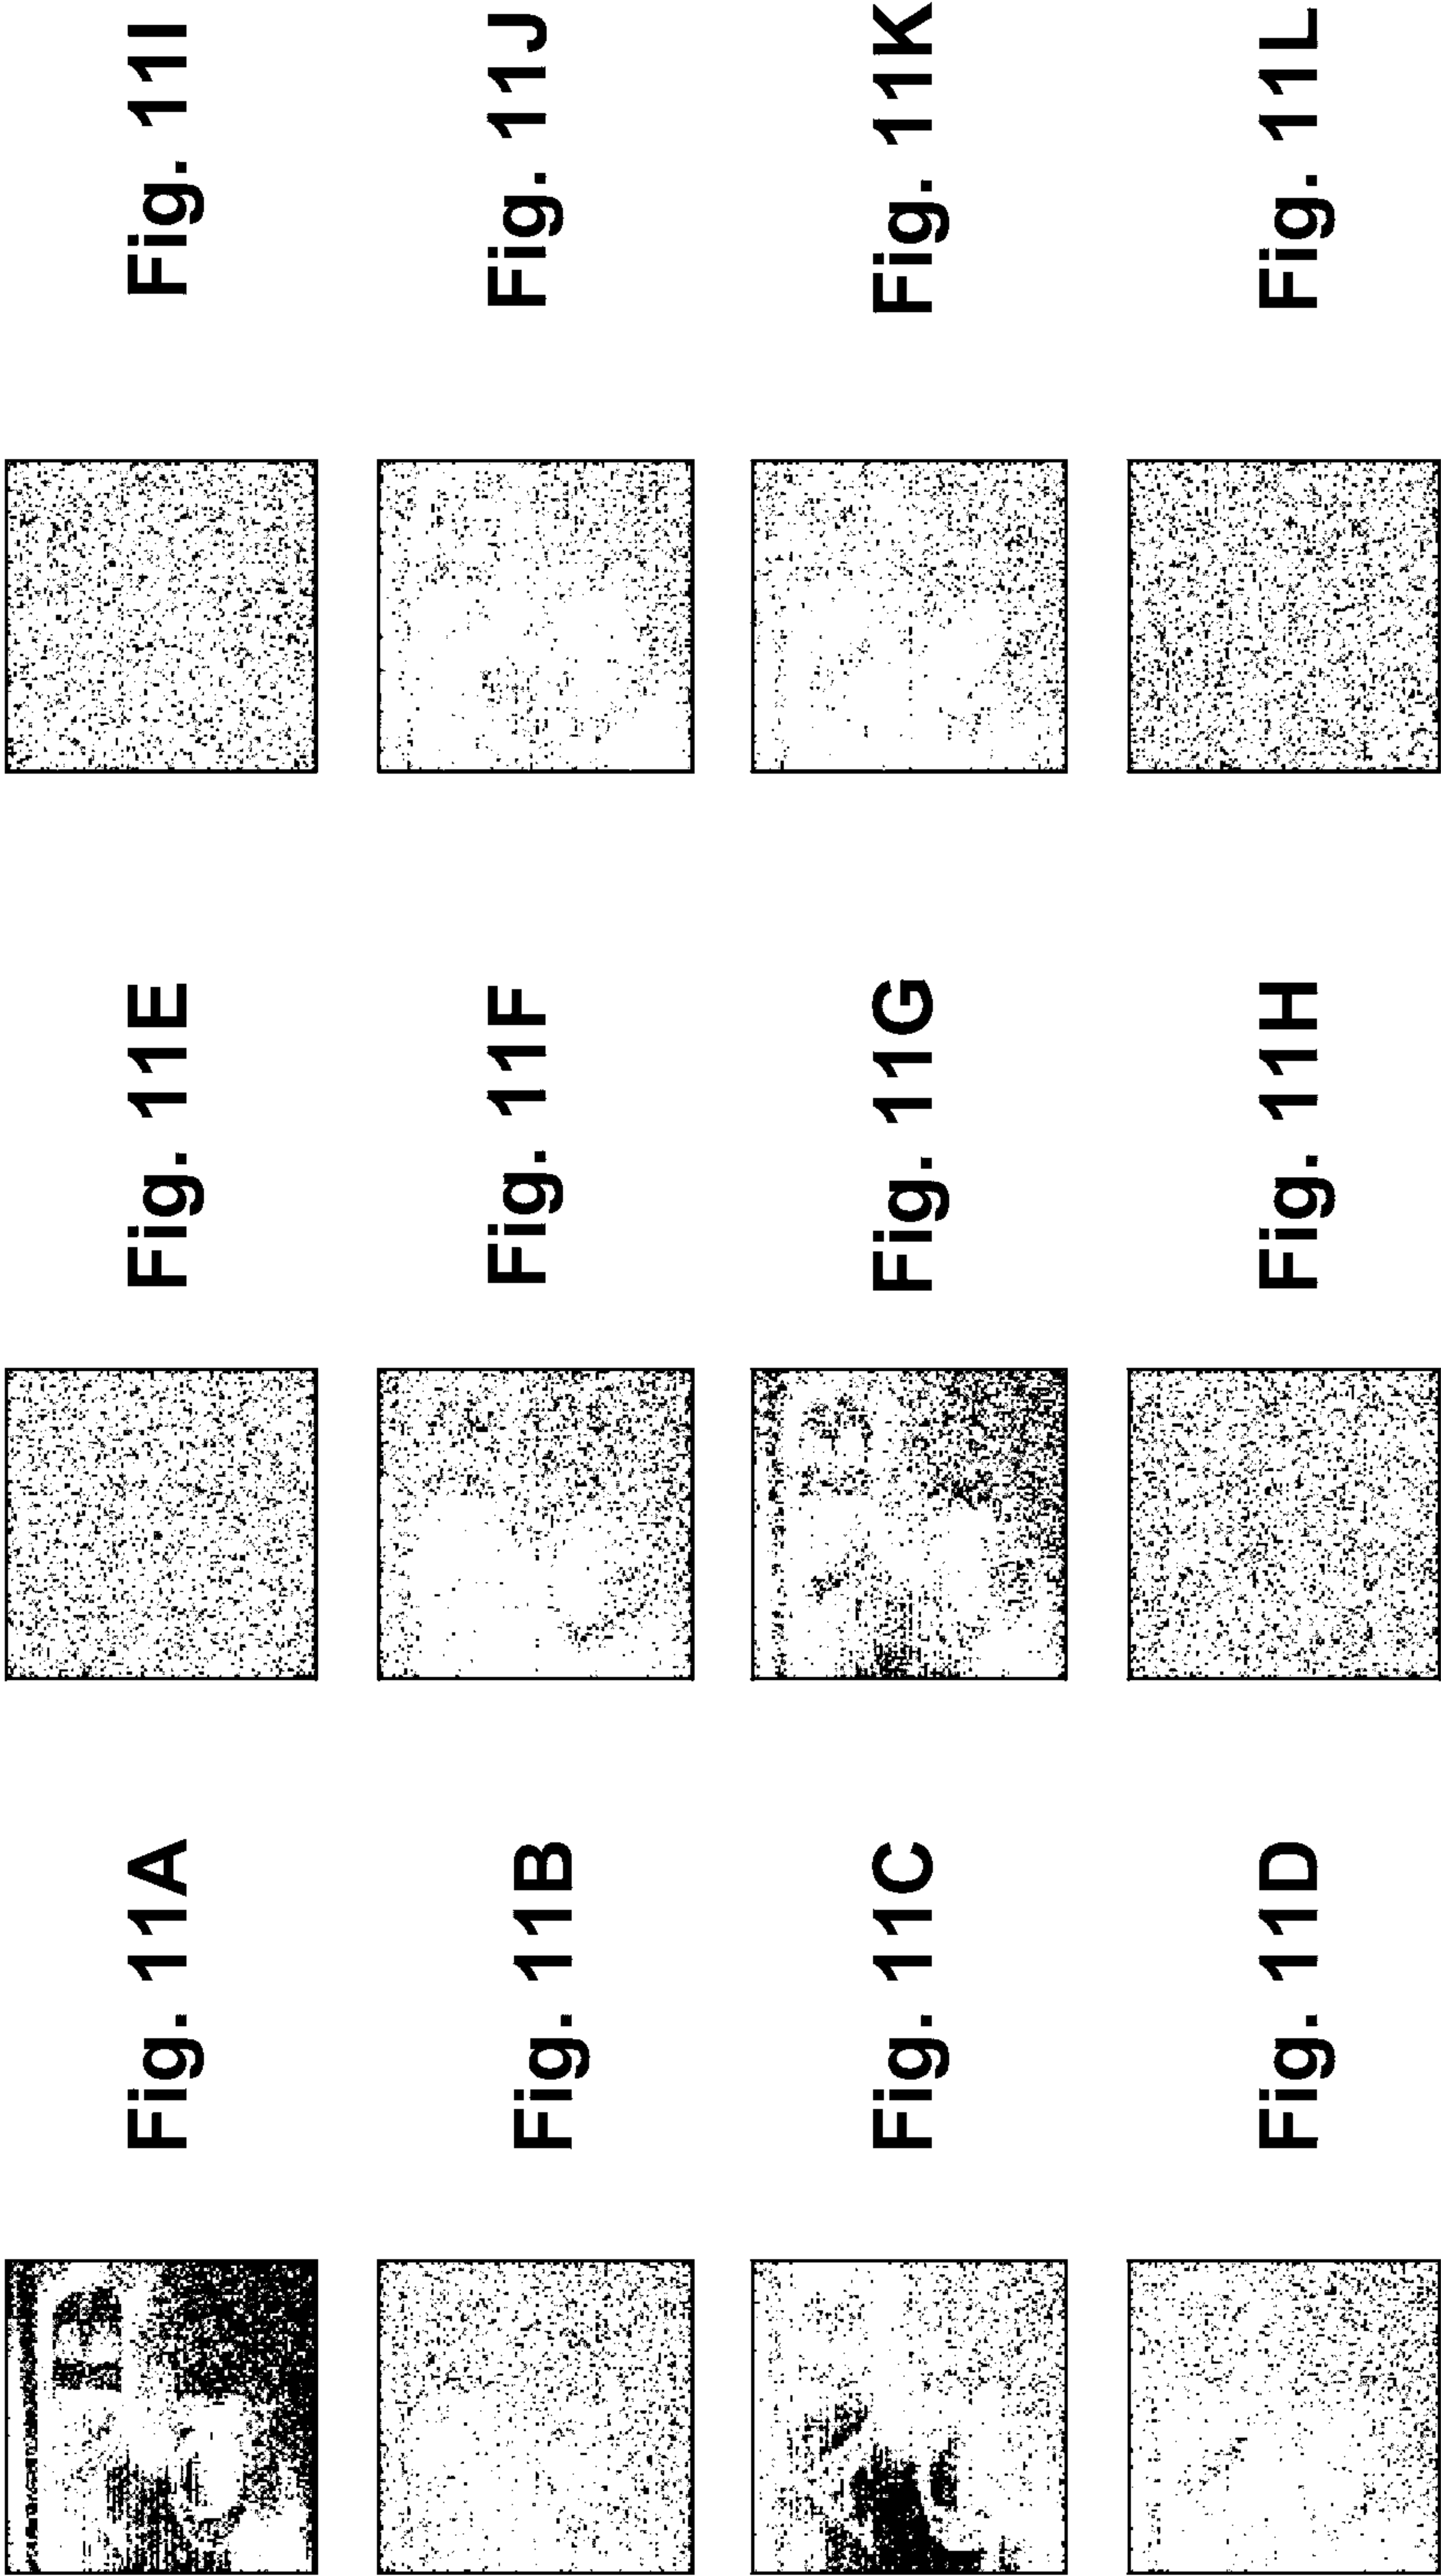 Fig. 11A
Fig. 11B
Fig. 11C
Fig. 11D
Fig. 11E
Fig. 11F
Fig. 11G
Fig. 11H
Fig. 11I
Fig. 11J
Fig. 11K
Fig. 11L